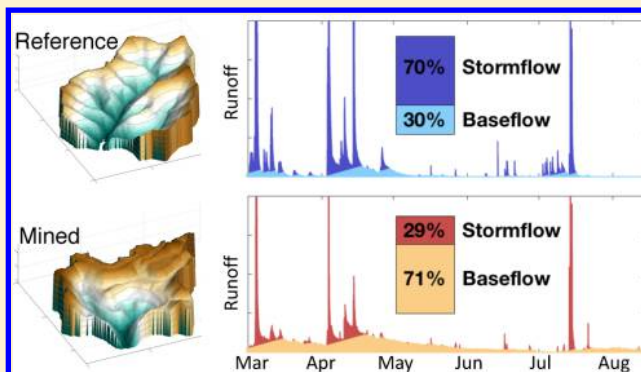 Reference
Runoff
70% Stormflow
30% Baseflow
Mined
Runoff
29% Stormflow
71% Baseflow
Mar Apr May Jun Jul Aug